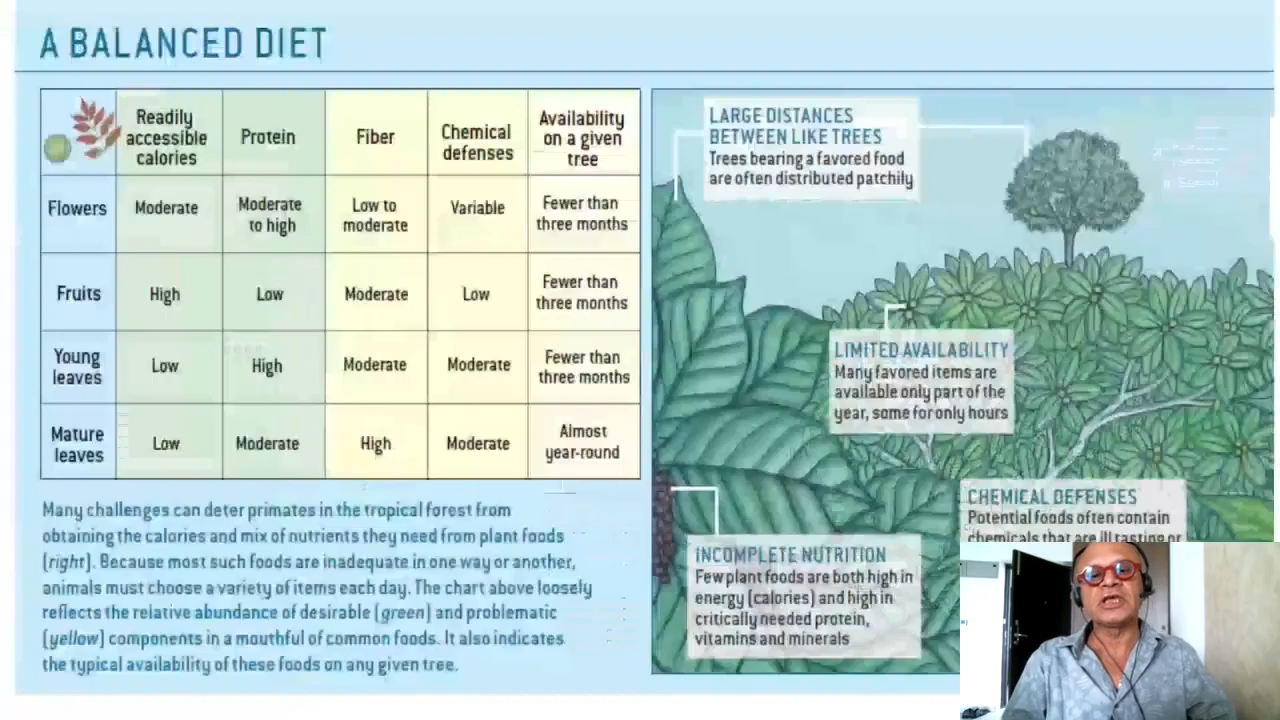 A BALANCED DIET
Readily
accessible
calories
Protein
Fiber
Chemical
defenses
Availability
on a given
tree
Flowers
Moderate
Moderate
to high
Low to
moderate
Variable
Fewer than
three months
Fruits
High
Low
Moderate
Low
Fewer than
three months
Young
leaves
Low
High
Moderate
Moderate
Fewer than
three months
Mature
leaves
Low
Moderate
High
Moderate
Almost
year-round
Many challenges can deter primates in the tropical forest from
obtaining the calories and mix of nutrients they need from plant foods
(right). Because most such foods are inadequate in one way or another,
animals must choose a variety of items each day. The chart above loosely
reflects the relative abundance of desirable (green) and problematic
(yellow) components in a mouthful of common foods. It also indicates
the typical availability of these foods on any given tree.
LARGE DISTANCES
BETWEEN LIKE TREES
Trees bearing a favored food
are often distributed patchily
LIMITED AVAILABILITY
Many favored items are
available only part of the
year, some for only hours
CHEMICAL DEFENSES
Potential foods often contain
chemicals that are ill tasting or
INCOMPLETE NUTRITION
Few plant foods are both high in
energy (calories) and high in
critically needed protein,
vitamins and minerals